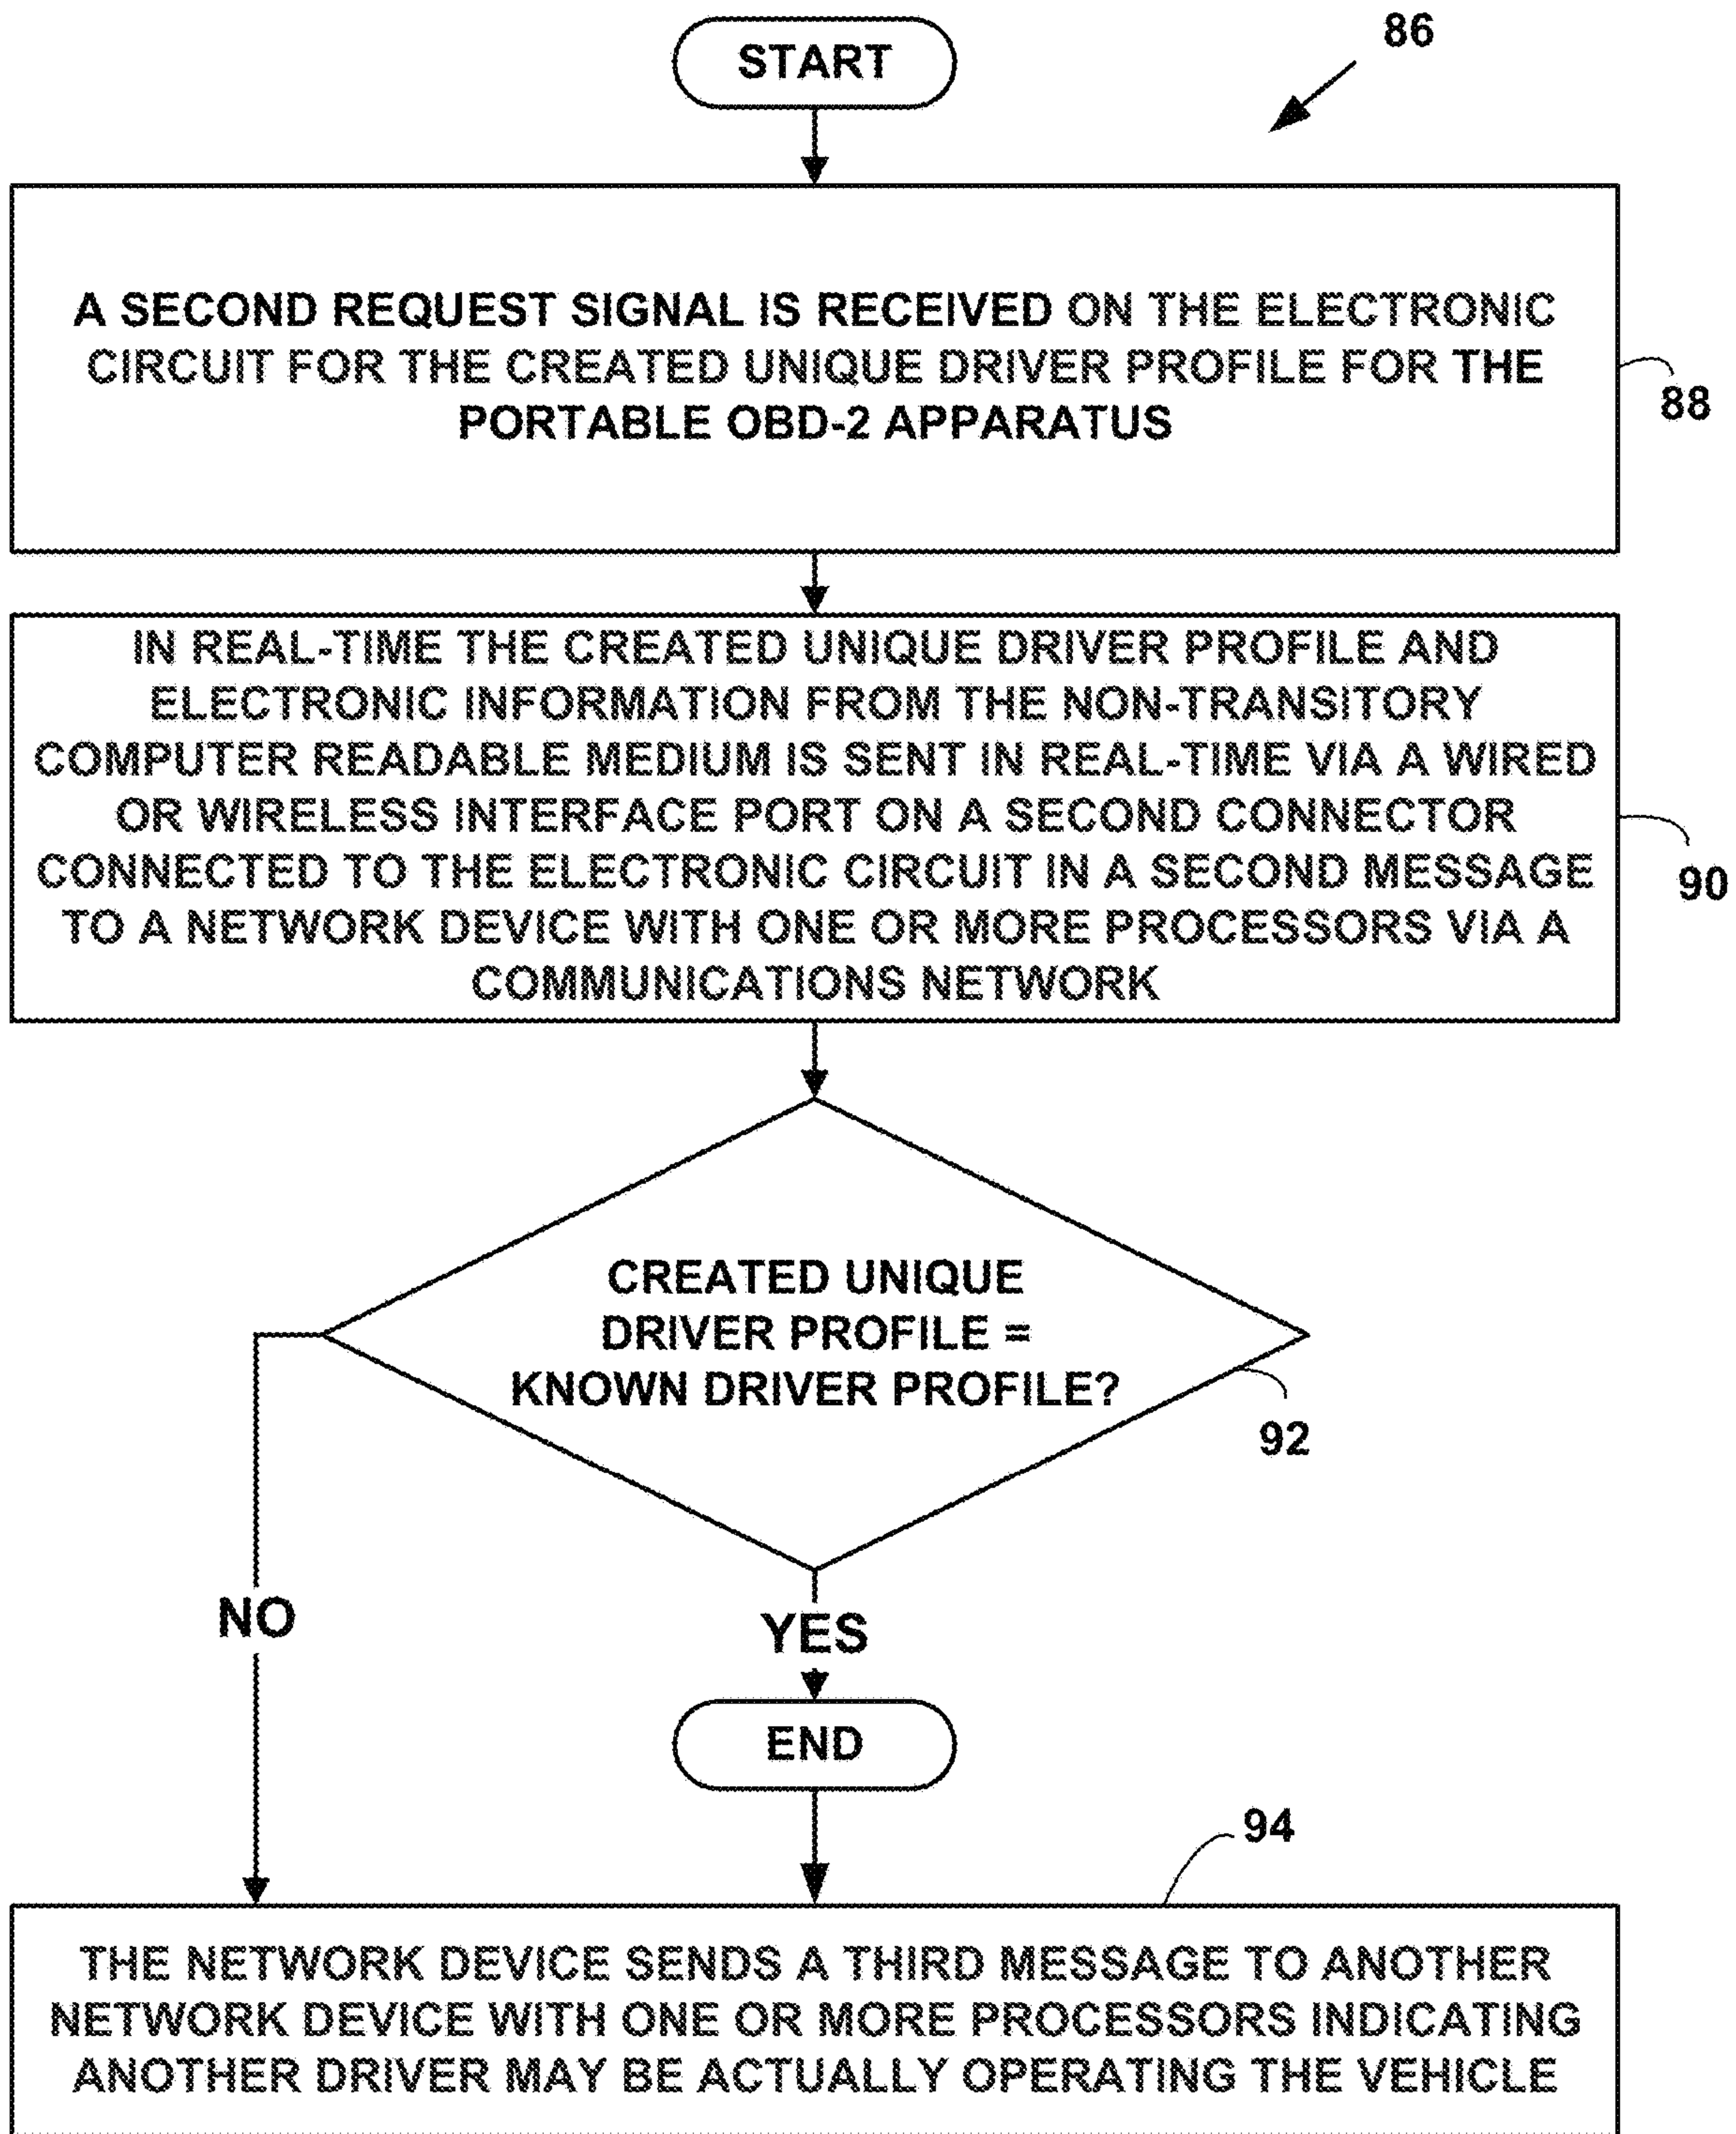 START
86
A SECOND REQUEST SIGNAL IS RECEIVED ON THE ELECTRONIC
CIRCUIT FOR THE CREATED UNIQUE DRIVER PROFILE FOR THE
PORTABLE OBD-2 APPARATUS
88
IN REAL-TIME THE CREATED UNIQUE DRIVER PROFILE AND
ELECTRONIC INFORMATION FROM THE NON-TRANSITORY
COMPUTER READABLE MEDIUM IS SENT IN REAL-TIME VIA A WIRED
OR WIRELESS INTERFACE PORT ON A SECOND CONNECTOR
CONNECTED TO THE ELECTRONIC CIRCUIT IN A SECOND MESSAGE
TO A NETWORK DEVICE WITH ONE OR MORE PROCESSORS VIA A
COMMUNICATIONS NETWORK
90
CREATED UNIQUE
DRIVER PROFILE =
KNOWN DRIVER PROFILE?
92
NO
YES
END
94
THE NETWORK DEVICE SENDS A THIRD MESSAGE TO ANOTHER
NETWORK DEVICE WITH ONE OR MORE PROCESSORS INDICATING
ANOTHER DRIVER MAY BE ACTUALLY OPERATING THE VEHICLE